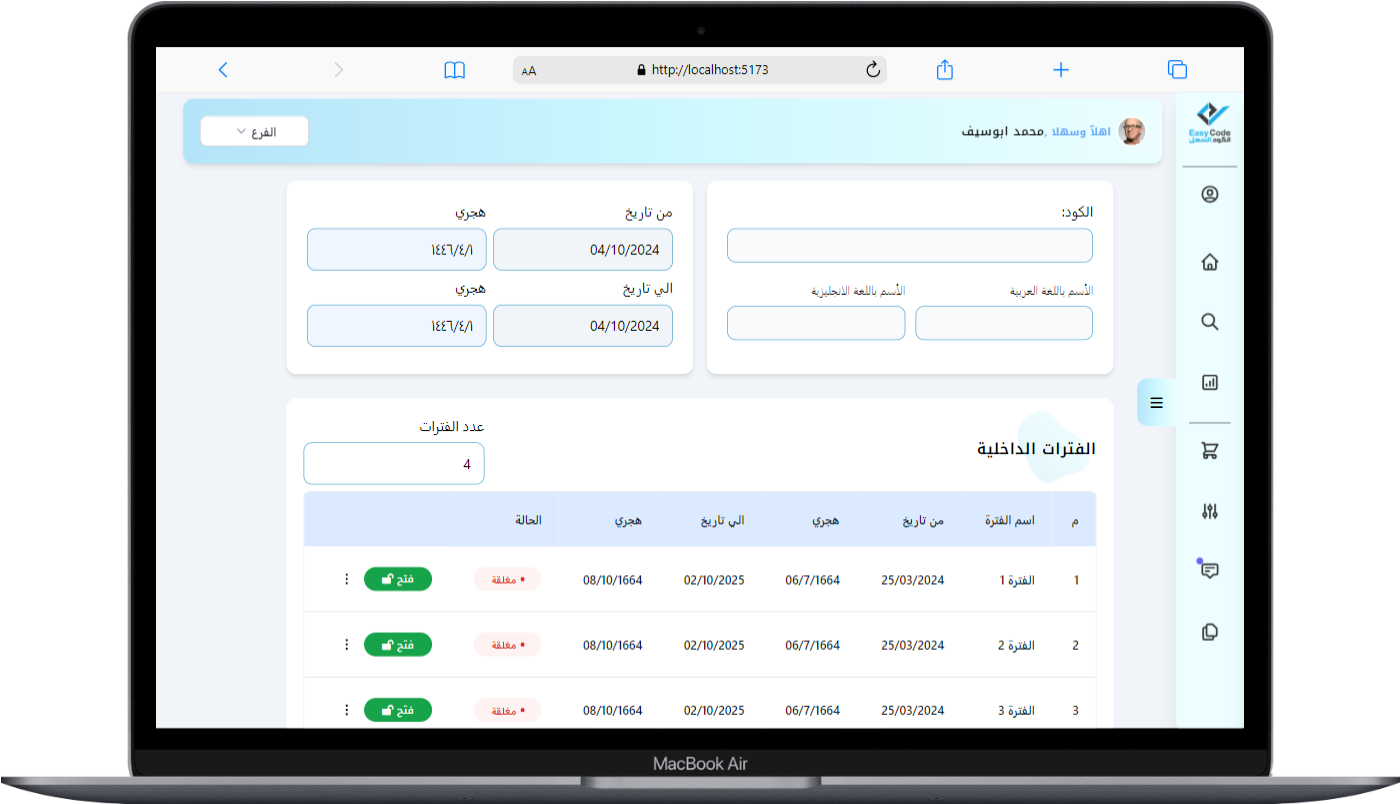 AA http://localhost:5173
Easy Code
الكود السهل
اهلاً وسهلا ,محمد ابوسيف
الفرع
الكود:
الأسم باللغة العربية
الأسم باللغة الانجليزية
من تاريخ
هجري
04/10/2024
١٤٤٦/٤/١
الي تاريخ
هجري
04/10/2024
١٤٤٦/٤/١
الفترات الداخلية
عدد الفترات
4
م اسم الفترة من تاريخ هجري الي تاريخ هجري الحالة
1 الفترة 1 25/03/2024 06/7/1664 02/10/2025 08/10/1664 مغلقة فتح
2 الفترة 2 25/03/2024 06/7/1664 02/10/2025 08/10/1664 مغلقة فتح
3 الفترة 3 25/03/2024 06/7/1664 02/10/2025 08/10/1664 مغلقة فتح
MacBook Air